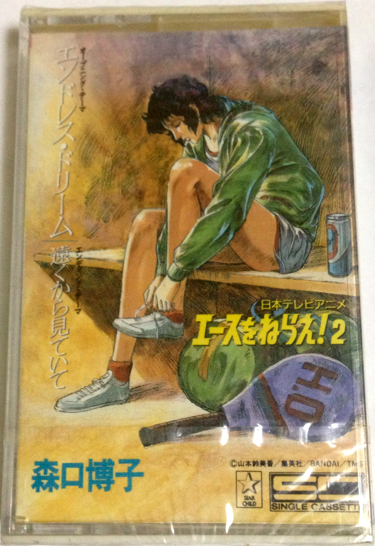 オープニング・テーマ
エンドレス・ドリーム
エンディング・テーマ
遠くから見ていて
日本テレビアニメ
エースをねらえ!2
HO
森口博子
©山本鈴美香/集英社/BANDAI/TMS
STAR CHILD
SINGLE CASSETTE